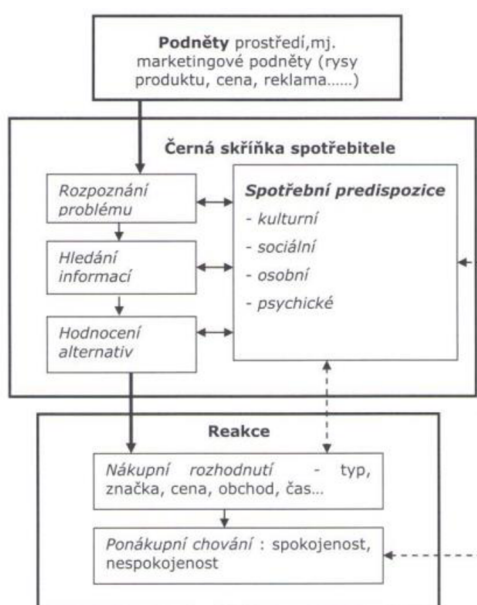 Podněty prostředí,mj.
marketingové podněty (rysy
produktu, cena, reklama......)
Černá skříňka spotřebitele
Rozpoznání
problému
Hledání
informací
Hodnocení
alternativ
Spotřební predispozice
- kulturní
- sociální
- osobní
- psychické
Reakce
Nákupní rozhodnutí - typ,
značka, cena, obchod, čas...
Ponákupní chování : spokojenost,
nespokojenost